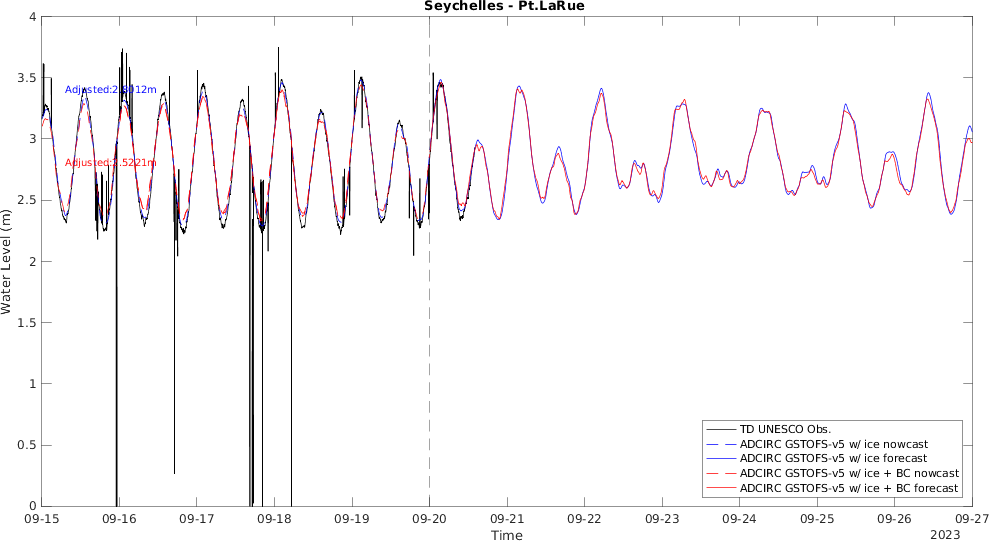 Seychelles - Pt.LaRue
Water Level (m)
4
3.5
3
2.5
2
1.5
1
0.5
0
Adjusted:2.8012m
Adjusted:2.5221m
TD UNESCO Obs.
ADCIRC GSTOFS-v5 w/ ice nowcast
ADCIRC GSTOFS-v5 w/ ice forecast
ADCIRC GSTOFS-v5 w/ ice + BC nowcast
ADCIRC GSTOFS-v5 w/ ice + BC forecast
09-15 09-16 09-17 09-18 09-19 09-20 09-21 09-22 09-23 09-24 09-25 09-26 09-27
Time
2023